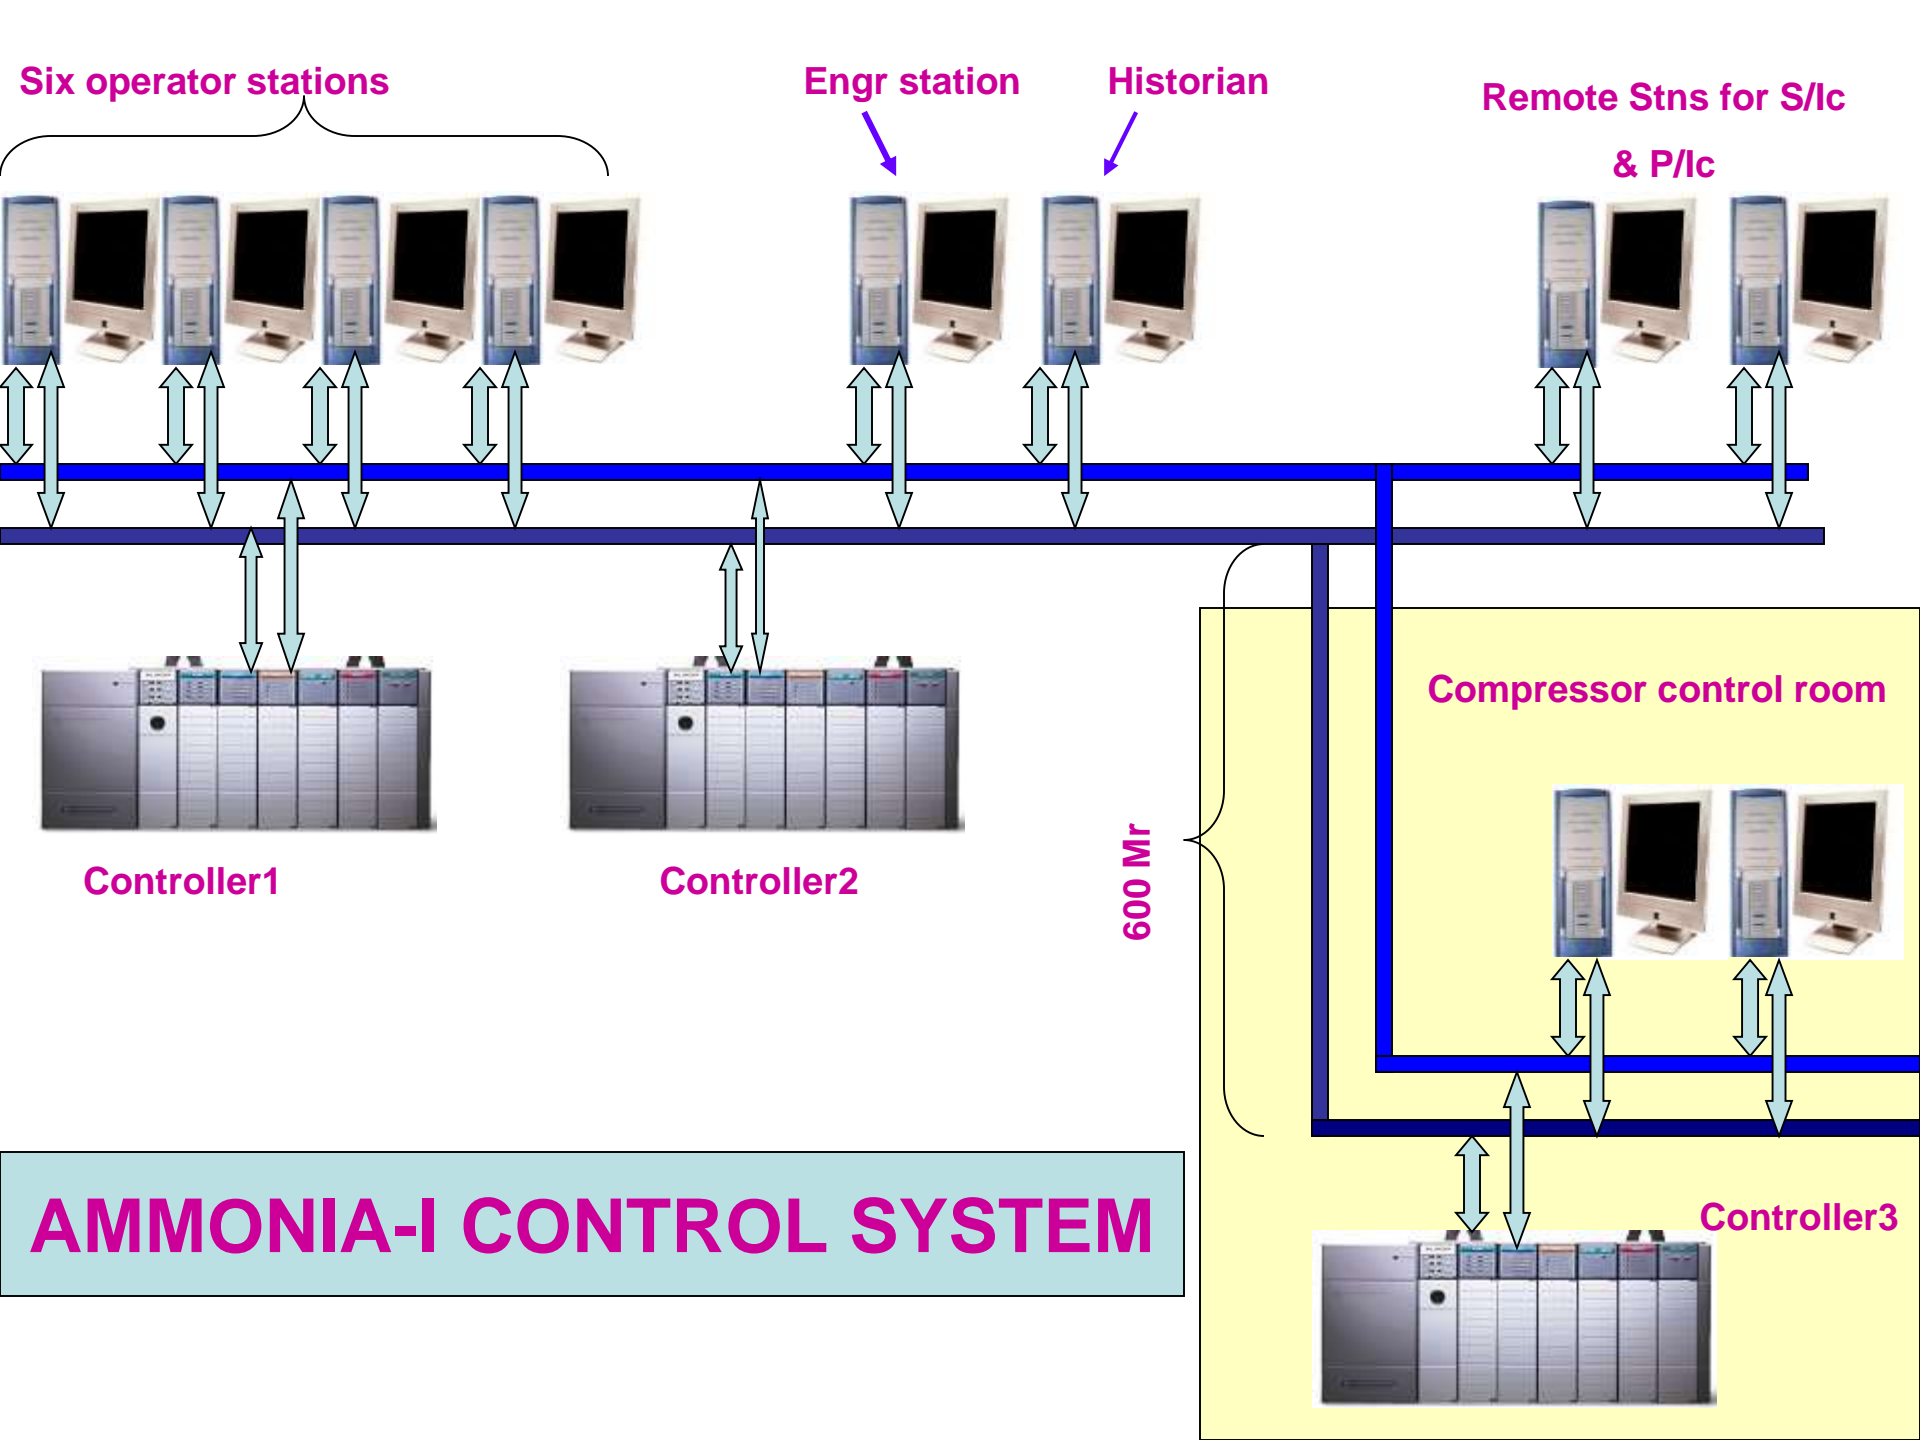 Six operator stations
Engr station
Historian
Remote Stns for S/Ic
& P/Ic
Compressor control room
600 Mr
Controller1
Controller2
AMMONIA-I CONTROL SYSTEM
Controller3